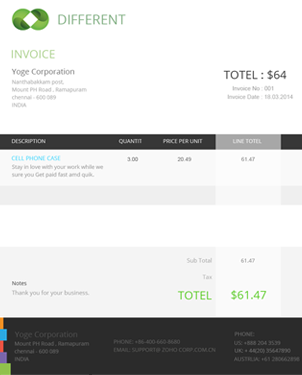 DIFFERENT
INVOICE
Yoge Corporation
Nanthabakkam post,
Mount PH Road . Ramapuram
chennai - 600 089
INDIA
TOTEL : $64
Invoice No : 001
Invoice Date : 18.03.2014
DESCRIPTION QUANTIT PRICE PER UNIT LINE TOTEL
CELL PHONE CASE 3.00 20.49 61.47
Stay in love with your work while we
sure you Get paid fast amd quik.
Sub Total 61.47
Tax
TOTEL $61.47
Notes
Thank you for your business.
Yoge Corporation
Mount PH Road . Ramapuram
chennai - 600 089
INDIA
PHONE: +86-400 660-8680
EMAIL: SUPPORT@ZOHO CORP.COM.CN
PHONE:
US: +888 204 3539
UK: + 44(20) 35647890
AUSTRLIA: +61 280662898